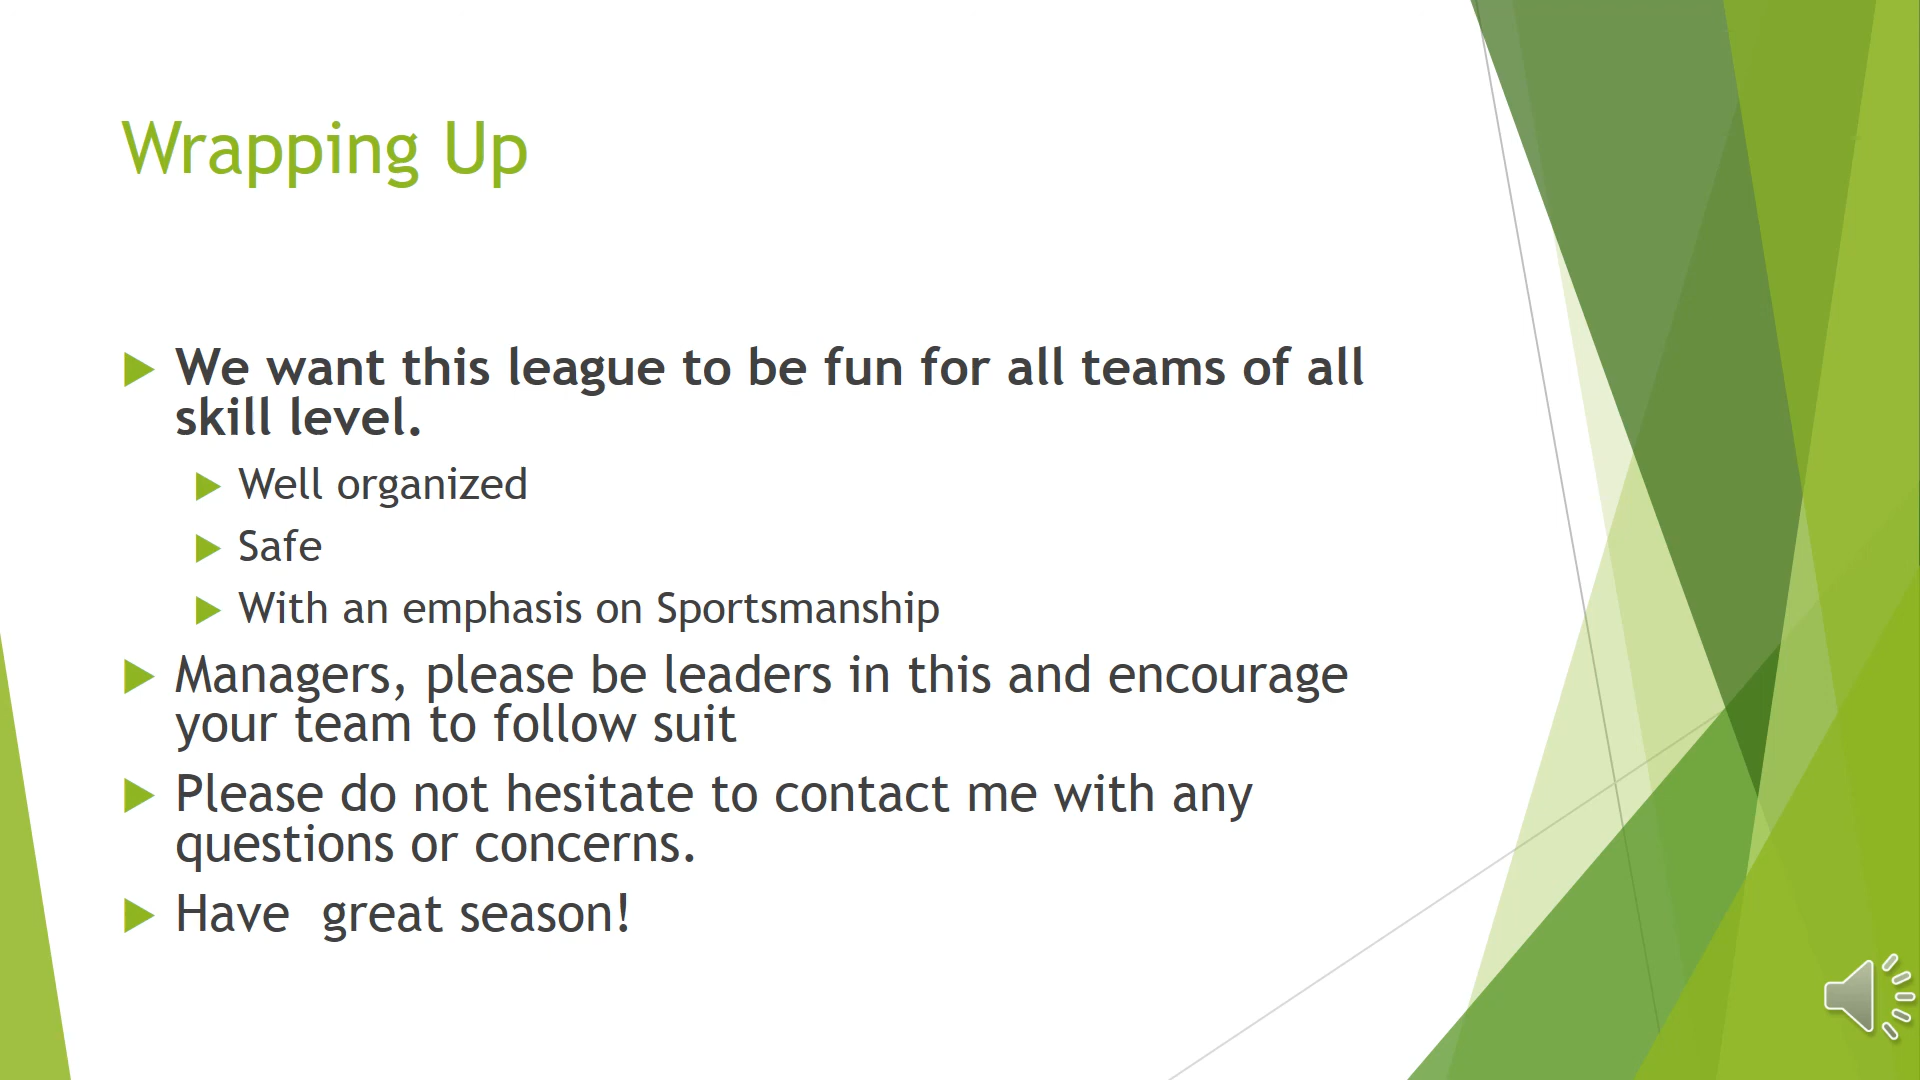 Wrapping Up
We want this league to be fun for all teams of all
skill level.
Well organized
Safe
With an emphasis on Sportsmanship
Managers, please be leaders in this and encourage
your team to follow suit
Please do not hesitate to contact me with any
questions or concerns.
Have  great season!